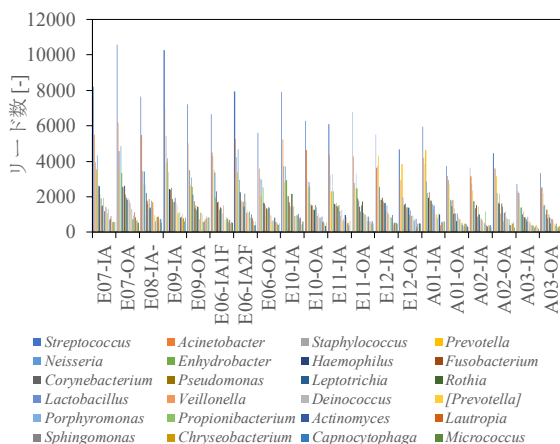 12000
10000
8000
6000
4000
2000
0
リード数 [-]
E07-IA
E07-OA
E08-IA-
E09-IA
E09-OA
E06-IA1F
E06-IA2F
E06-OA
E10-IA
E10-OA
E11-IA
E11-OA
E12-IA
E12-OA
A01-IA
A01-OA
A02-IA
A02-OA
A03-IA
A03-OA
Streptococcus Acinetobacter Staphylococcus Prevotella
Neisseria Enhydrobacter Haemophilus Fusobacterium
Corynebacterium Pseudomonas Leptotrichia Rothia
Lactobacillus Veillonella Deinococcus [Prevotella]
Porphyromonas Propionibacterium Actinomyces Lautropia
Sphingomonas Chryseobacterium Capnocytophaga Micrococcus